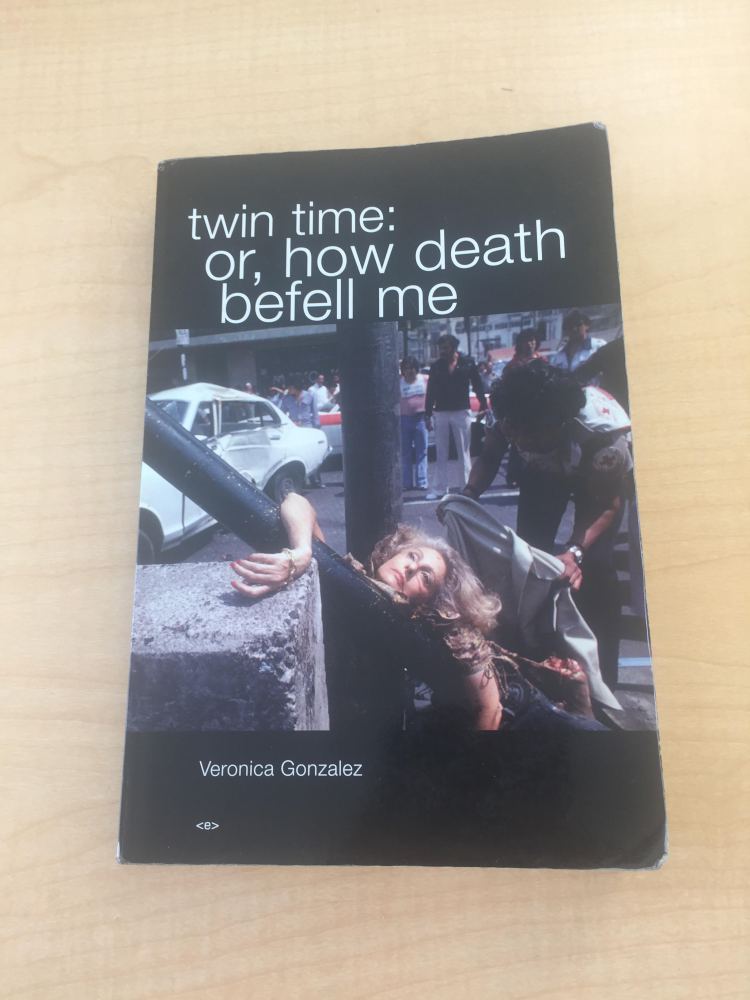 twin time:
or, how death
befell me
Veronica Gonzalez
<e>